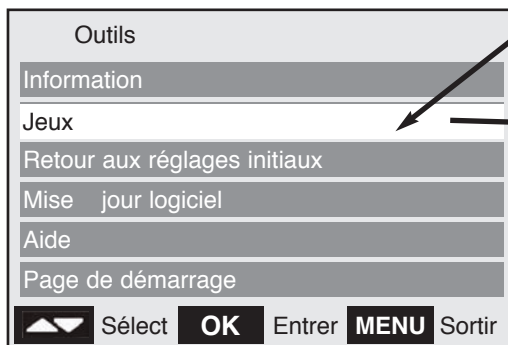 Outils
Information
Jeux
Retour aux réglages initiaux
Mise jour logiciel
Aide
Page de démarrage
Sélect OK Entrer MENU Sortir